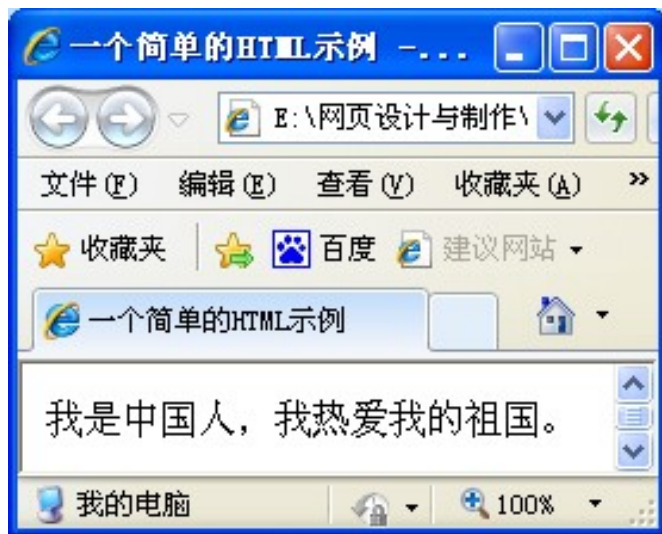 一个简单的HTML示例 -...
E:\网页设计与制作\
文件(F) 编辑(E) 查看(V) 收藏夹(A) »
收藏夹 百度 建议网站
一个简单的HTML示例
我是中国人，我热爱我的祖国。
我的电脑 100%